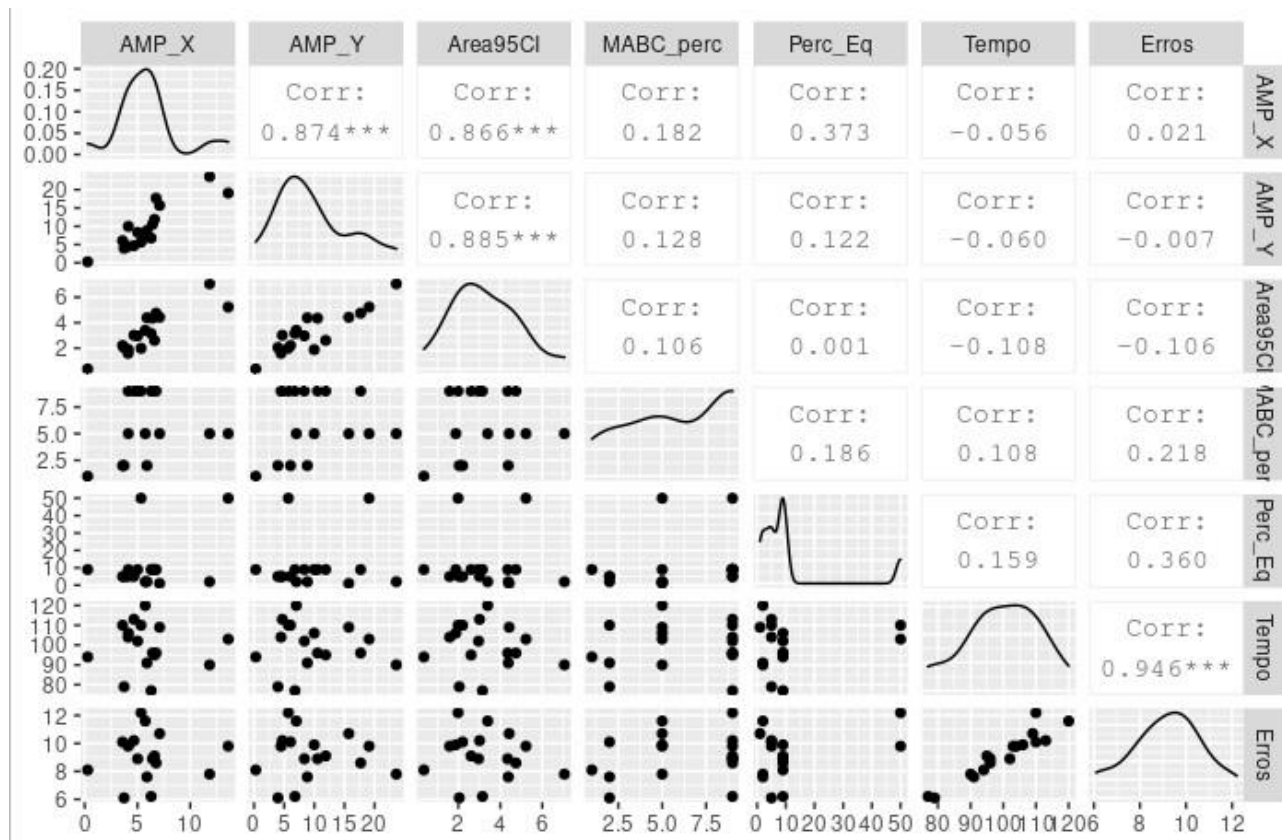 AMP_X AMP_Y Area95CI MABC_perc Perc_Eq Tempo Erros
0.20
0.15
0.10
0.05
0.00
Corr: Corr: Corr: Corr: Corr: Corr:
0.874*** 0.866*** 0.182 0.373 -0.056 0.021
AMP_X
20
15
10
5
0
Corr: Corr: Corr: Corr: Corr:
0.885*** 0.128 0.122 -0.060 -0.007
AMP_Y
6
4
2
Corr: Corr: Corr: Corr:
0.106 0.001 -0.108 -0.106
Area95CI
7.5
5.0
2.5
Corr: Corr: Corr:
0.186 0.108 0.218
MABC_per
50
40
30
20
10
0
Corr: Corr:
0.159 0.360
Perc_Eq
120
110
100
90
80
Corr:
0.946***
Tempo
12
10
8
6
Erros
0 5 10 0 5 10 15 20 2 4 6 2.5 5.0 7.5 0 10 20 30 40 50 80 90 100 110 120 6 8 10 12